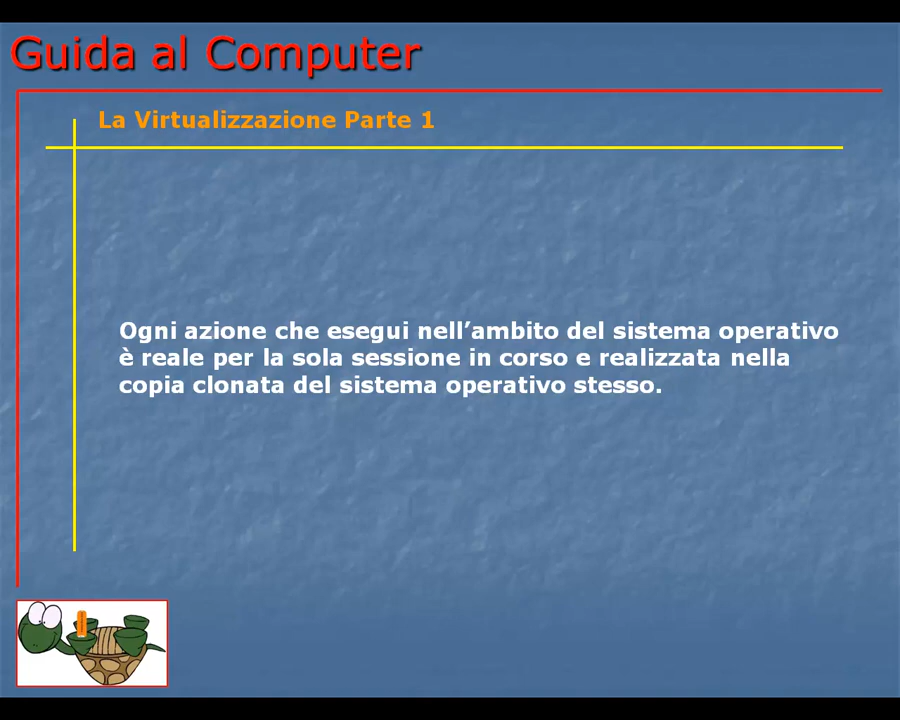 Guida al Computer
La Virtualizzazione Parte 1
Ogni azione che esegui nell’ambito del sistema operativo
è reale per la sola sessione in corso e realizzata nella
copia clonata del sistema operativo stesso.